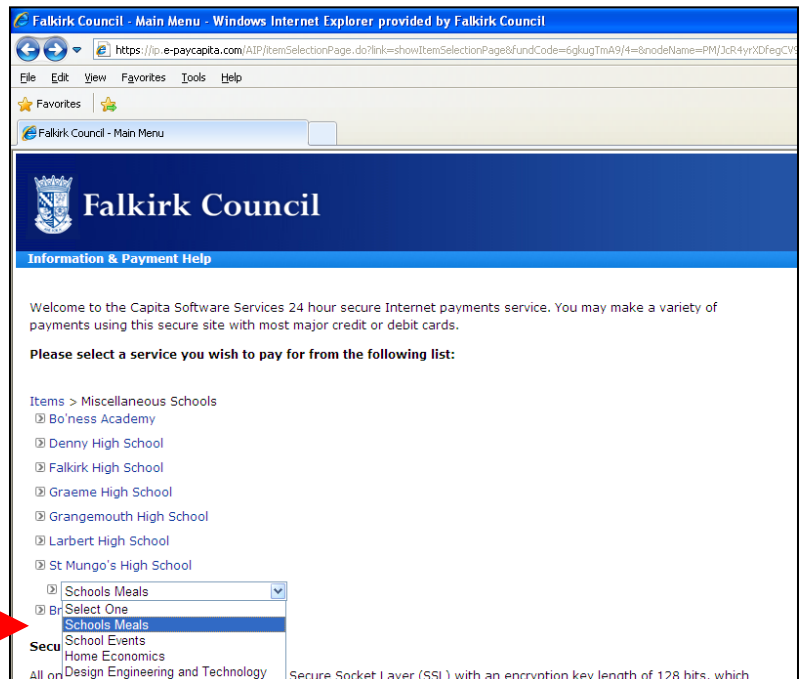 Falkirk Council - Main Menu - Windows Internet Explorer provided by Falkirk Council
https://ip.e-paycapita.com/AIP/itemSelectionPage.do?link=showItemSelectionPage&fundCode=6gkugTmA9/4=&nodeName=PM/JcR4yrXDfegCV9
File Edit View Favorites Tools Help
Favorites
Falkirk Council - Main Menu
Falkirk Council
Information & Payment Help
Welcome to the Capita Software Services 24 hour secure Internet payments service. You may make a variety of
payments using this secure site with most major credit or debit cards.
Please select a service you wish to pay for from the following list:
Items > Miscellaneous Schools
Bo'ness Academy
Denny High School
Falkirk High School
Graeme High School
Grangemouth High School
Larbert High School
St Mungo's High School
Schools Meals
Br Select One
Schools Meals
Secu School Events
Home Economics
All on Design Engineering and Technology Secure Socket Layer (SSL) with an encryption key length of 128 bits, which